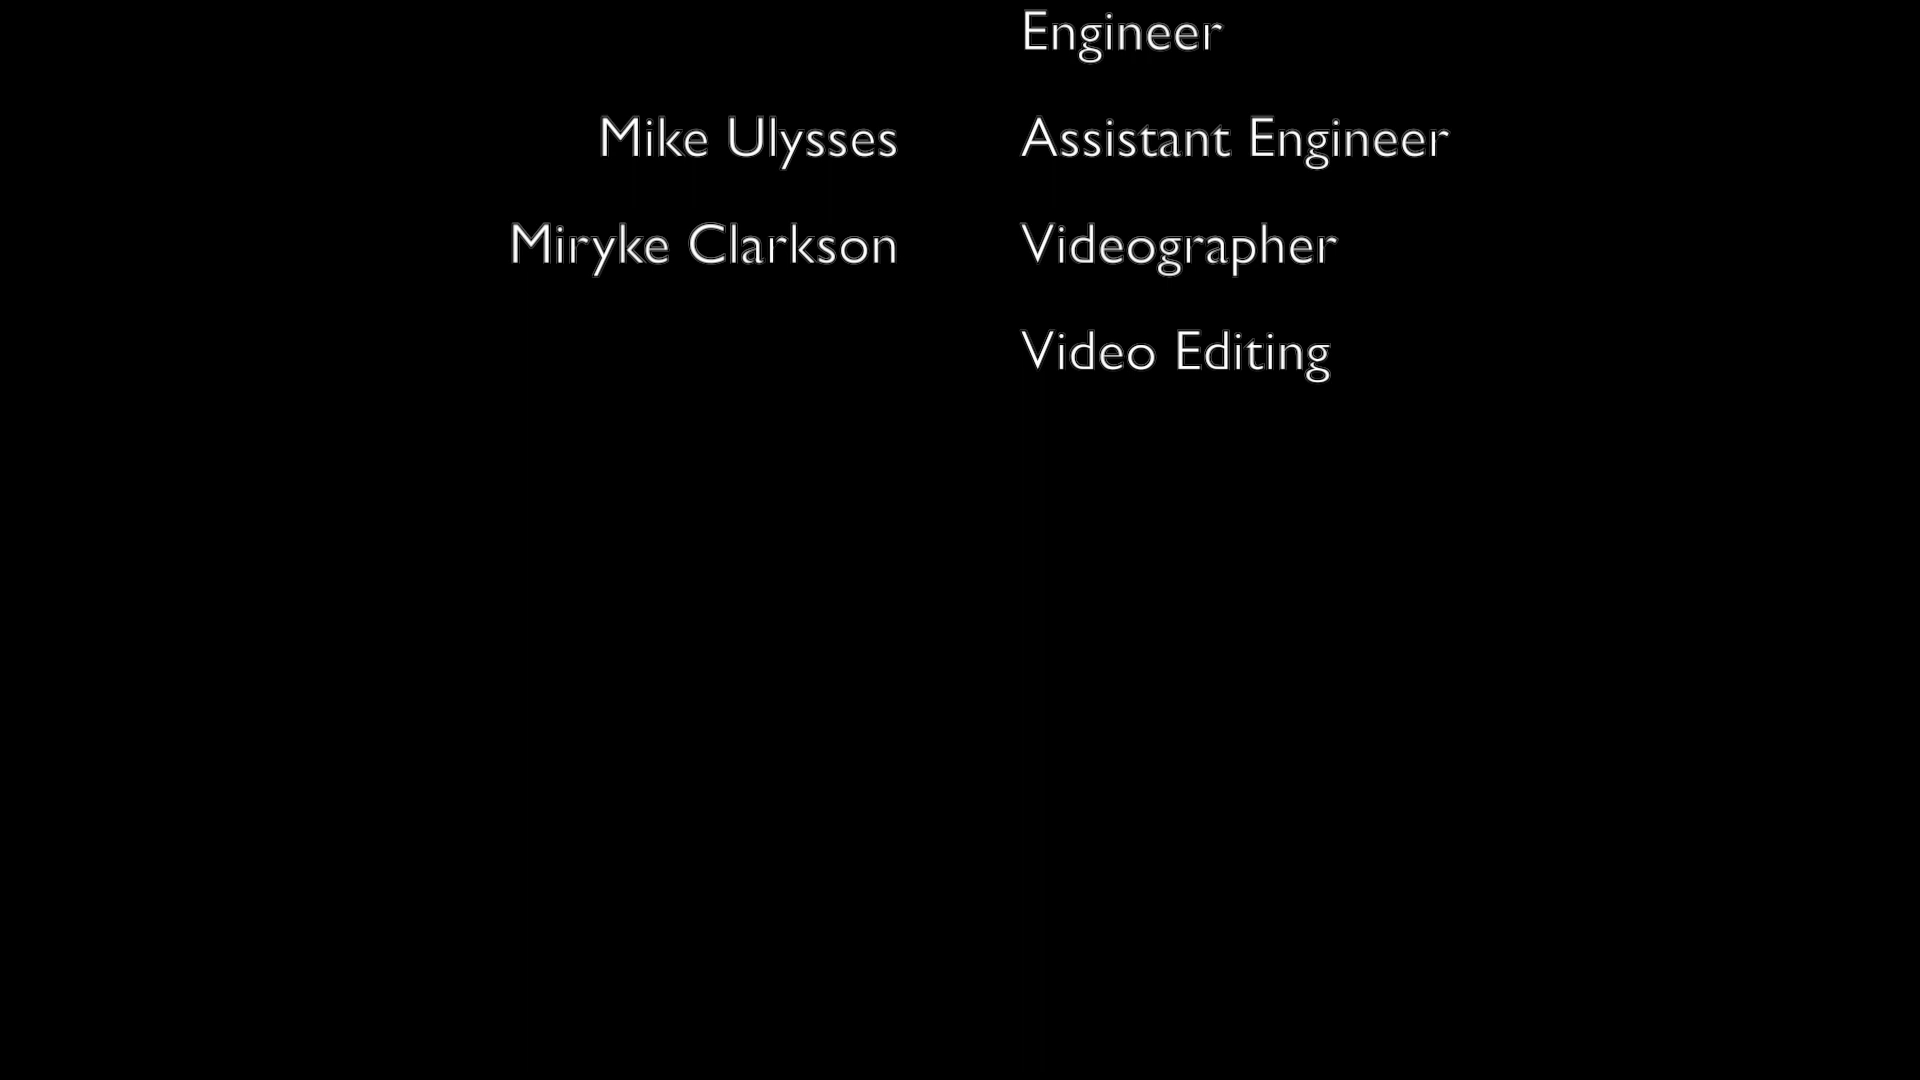 Engineer
Mike Ulysses Assistant Engineer
Miryke Clarkson Videographer
Video Editing